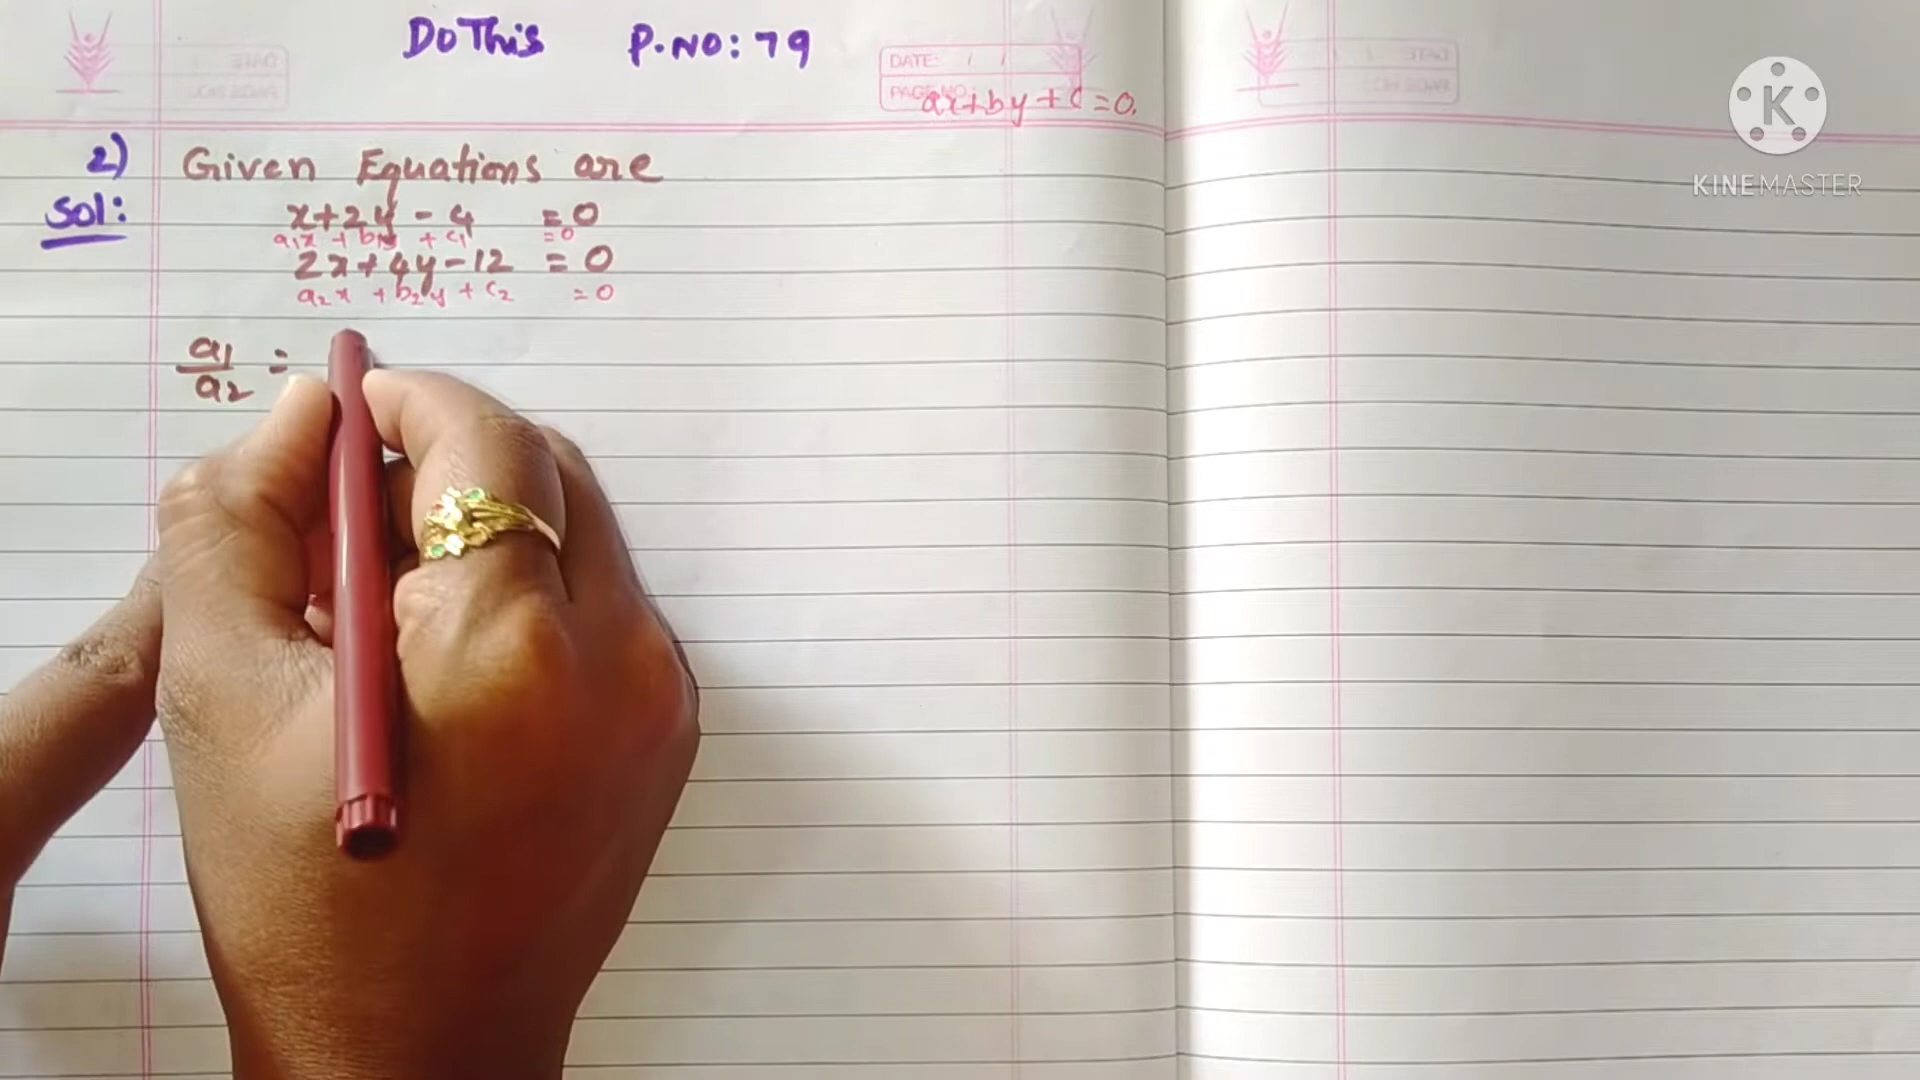 DoThis P.NO: 79
DATE: / /
PAGE NO.
ax+by+c=0.
K
KINEMASTER
2) Given Equations are
Sol: x+2y-4 =0
a₁x + b₁y + c₁ =0
2x+4y-12 = 0
a₂x + b₂y + c₂ =0
a₁
a₂ =